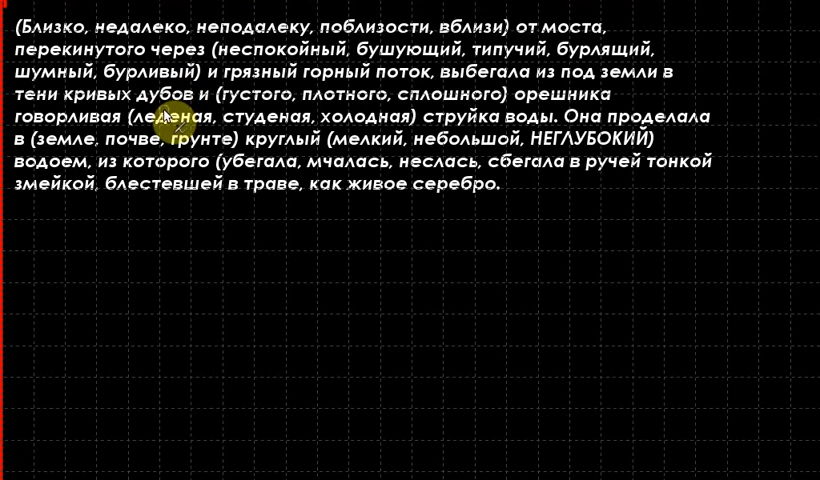 (Близко, недалеко, неподалеку, поблизости, вблизи) от моста,
перекинутого через (неспокойный, бушующий, типучий, бурлящий,
шумный, бурливый) и грязный горный поток, выбегала из под земли в
тени кривых дубов и (густого, плотного, сплошного) орешника
говорливая (леденая, студеная, холодная) струйка воды. Она проделала
в (земле, почве, грунте) круглый (мелкий, небольшой, НЕГЛУБОКИЙ)
водоем, из которого (убегала, мчалась, неслась, сбегала в ручей тонкой
змейкой, блестевшей в траве, как живое серебро.